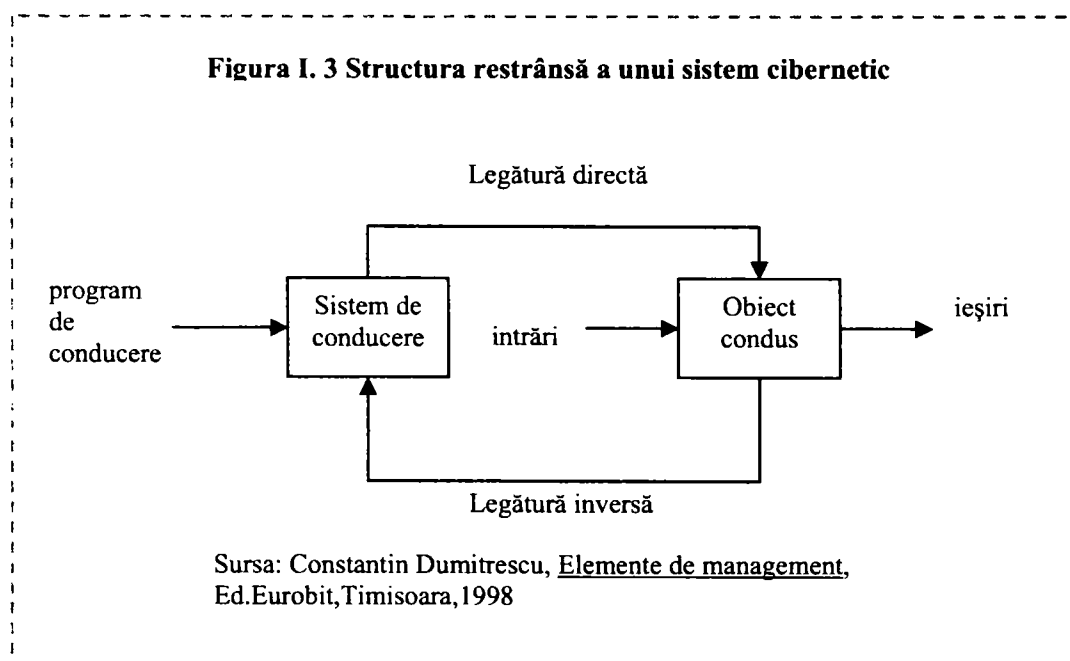 Figura I. 3 Structura restrânsă a unui sistem cibernetic
Legătură directă
program
de
conducere
Sistem de
conducere
intrări
Obiect
condus
ieşiri
Legătură inversă
Sursa: Constantin Dumitrescu, Elemente de management,
Ed.Eurobit,Timisoara,1998